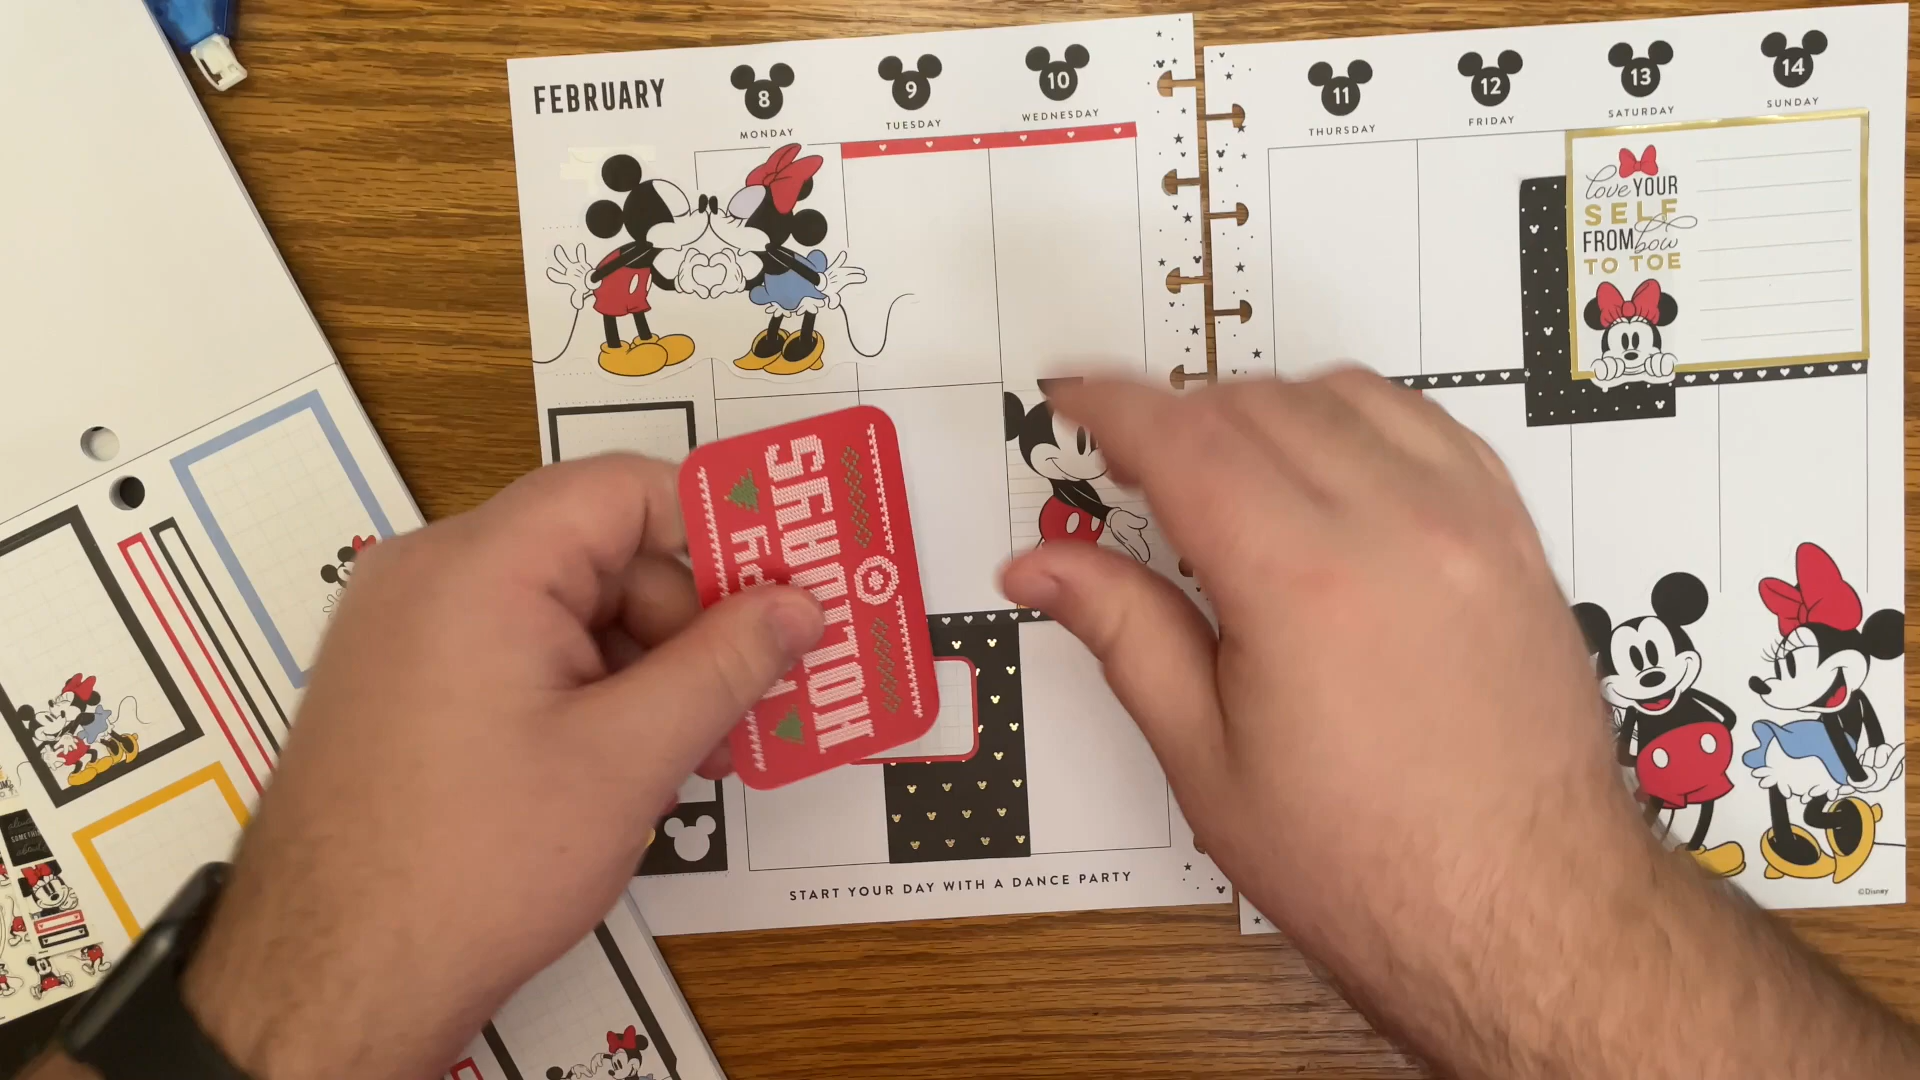 FEBRUARY
8
MONDAY
9
TUESDAY
10
WEDNESDAY
11
THURSDAY
12
FRIDAY
13
SATURDAY
14
SUNDAY
love YOUR
SELF
FROM bow
TO TOE
HOLIDAYS
START YOUR DAY WITH A DANCE PARTY
©Disney